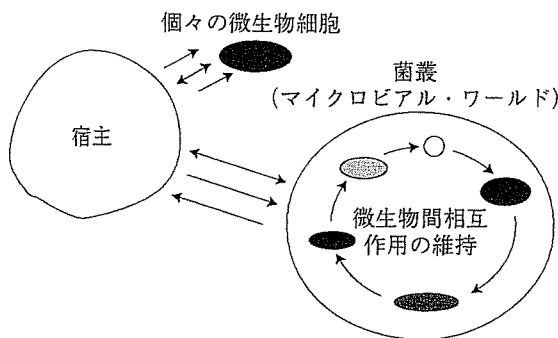 個々の微生物細胞
菌叢
(マイクロビアル・ワールド)
宿主
微生物間相互
作用の維持